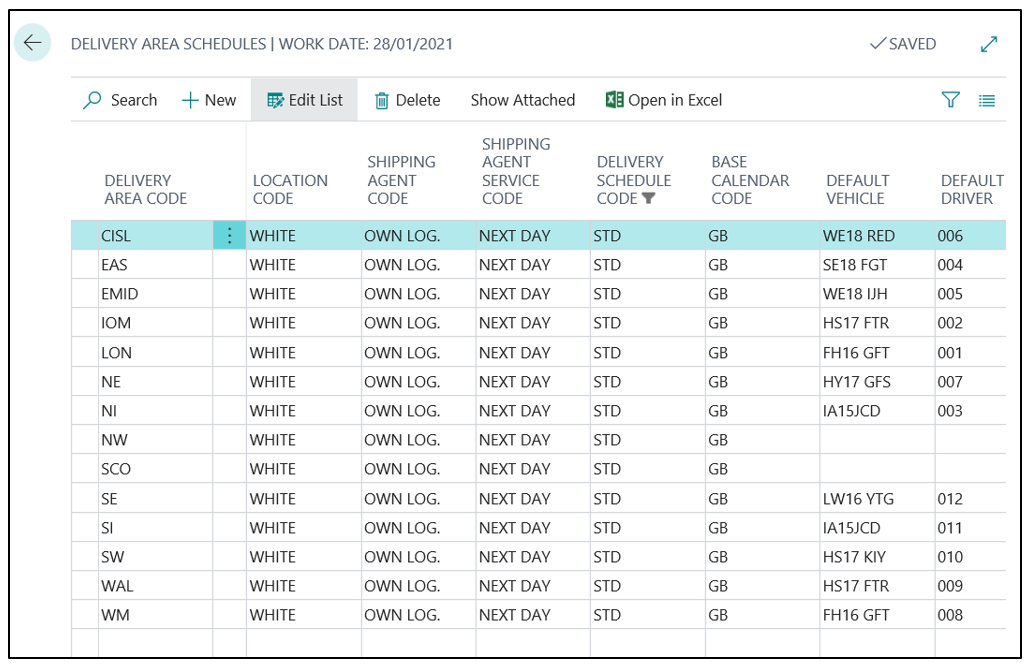 DELIVERY AREA SCHEDULES | WORK DATE: 28/01/2021
SAVED
Search New Edit List Delete Show Attached Open in Excel
DELIVERY AREA CODE LOCATION CODE SHIPPING AGENT CODE SHIPPING AGENT SERVICE CODE DELIVERY SCHEDULE CODE BASE CALENDAR CODE DEFAULT VEHICLE DEFAULT DRIVER
CISL WHITE OWN LOG. NEXT DAY STD GB WE18 RED 006
EAS WHITE OWN LOG. NEXT DAY STD GB SE18 FGT 004
EMID WHITE OWN LOG. NEXT DAY STD GB WE18 IJH 005
IOM WHITE OWN LOG. NEXT DAY STD GB HS17 FTR 002
LON WHITE OWN LOG. NEXT DAY STD GB FH16 GFT 001
NE WHITE OWN LOG. NEXT DAY STD GB HY17 GFS 007
NI WHITE OWN LOG. NEXT DAY STD GB IA15JCD 003
NW WHITE OWN LOG. NEXT DAY STD GB
SCO WHITE OWN LOG. NEXT DAY STD GB
SE WHITE OWN LOG. NEXT DAY STD GB LW16 YTG 012
SI WHITE OWN LOG. NEXT DAY STD GB IA15JCD 011
SW WHITE OWN LOG. NEXT DAY STD GB HS17 KIY 010
WAL WHITE OWN LOG. NEXT DAY STD GB HS17 FTR 009
WM WHITE OWN LOG. NEXT DAY STD GB FH16 GFT 008